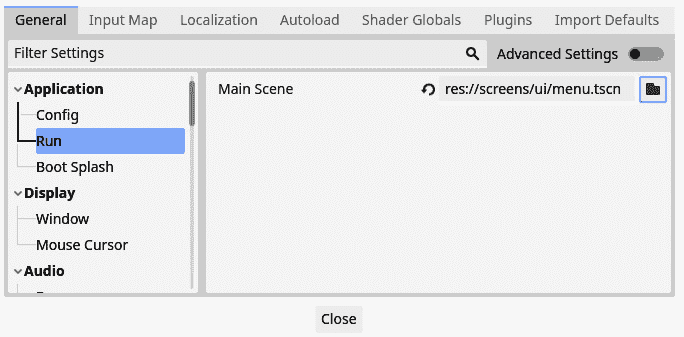 General Input Map Localization Autoload Shader Globals Plugins Import Defaults
Filter Settings Advanced Settings
Application
Config
Run
Boot Splash
Display
Window
Mouse Cursor
Audio
Main Scene res://screens/ui/menu.tscn
Close